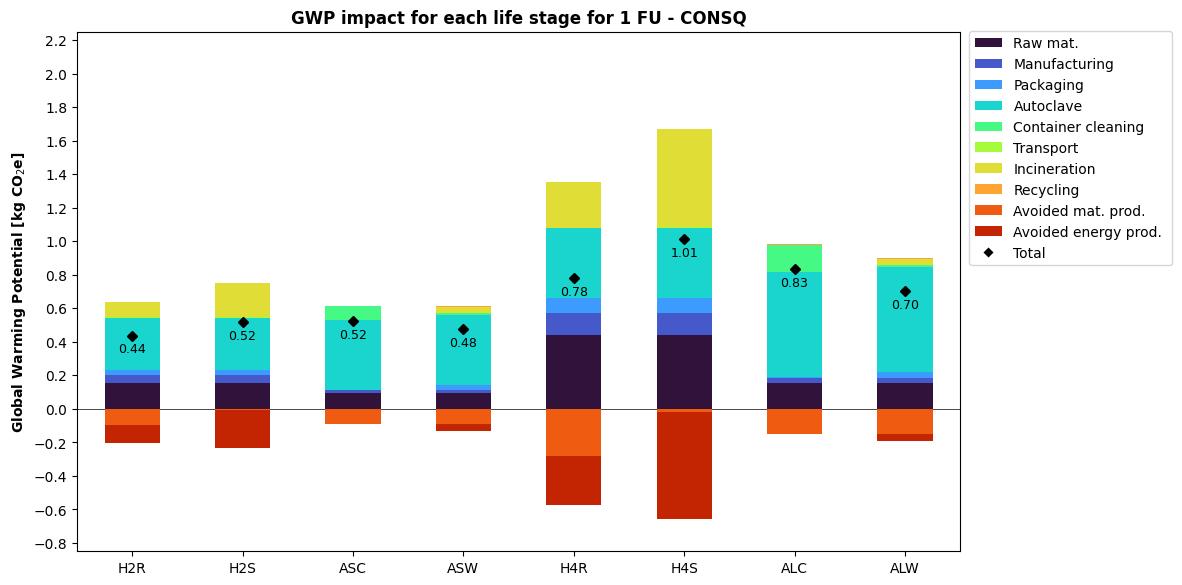 GWP impact for each life stage for 1 FU - CONSQ
Global Warming Potential [kg CO₂e]
2.2
2.0
1.8
1.6
1.4
1.2
1.0
0.8
0.6
0.4
0.2
0.0
−0.2
−0.4
−0.6
−0.8
0.44
0.52
0.52
0.48
0.78
1.01
0.83
0.70
H2R
H2S
ASC
ASW
H4R
H4S
ALC
ALW
Raw mat.
Manufacturing
Packaging
Autoclave
Container cleaning
Transport
Incineration
Recycling
Avoided mat. prod.
Avoided energy prod.
Total